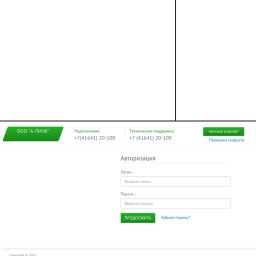 ООО "А-ЛИНК"
Подключение:
+7(41641) 20-100
Техническая поддержка:
+7 (41641) 20-100
Личный кабинет
Проверка скорости
Авторизация
Логин:
Введите логин
Пароль:
Введите пароль
ПРОДОЛЖИТЬ
Забыли пароль?